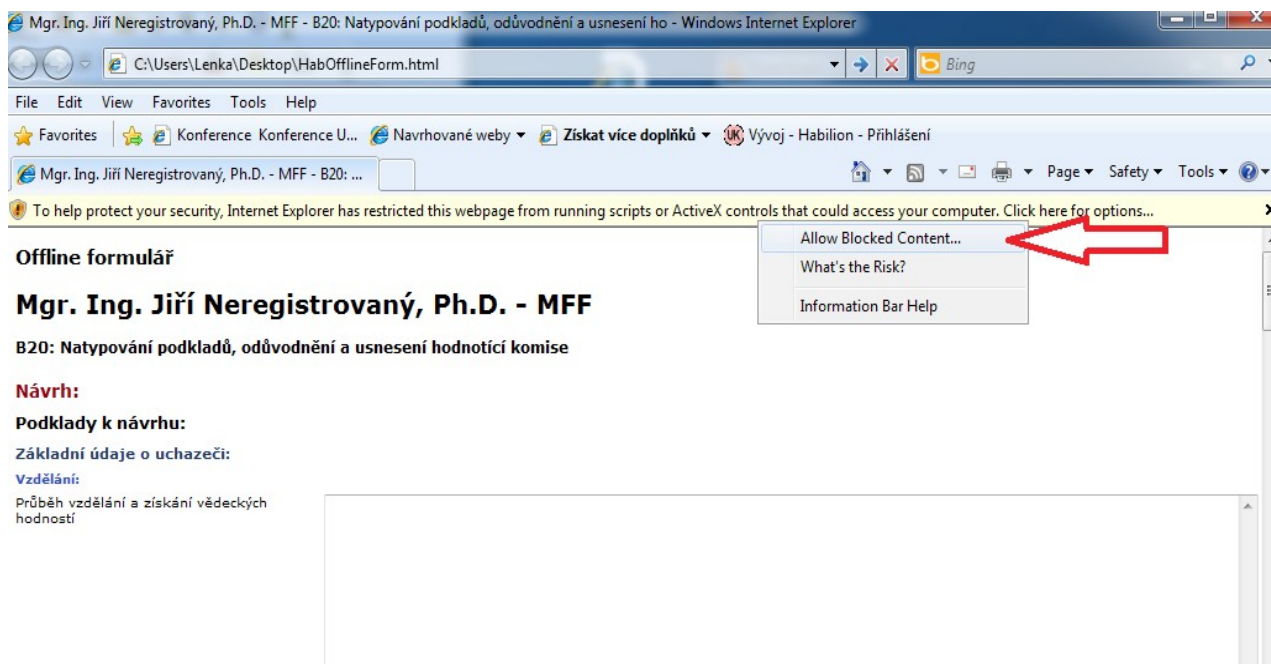 Mgr. Ing. Jiří Neregistrovaný, Ph.D. - MFF - B20: Natypování podkladů, odůvodnění a usnesení ho - Windows Internet Explorer
C:\Users\Lenka\Desktop\HabOfflineForm.html
Bing
File Edit View Favorites Tools Help
Favorites Konference Konference U... Navrhované weby Získat více doplňků Vývoj - Habilion - Přihlášení
Mgr. Ing. Jiří Neregistrovaný, Ph.D. - MFF - B20: ... Page Safety Tools
To help protect your security, Internet Explorer has restricted this webpage from running scripts or ActiveX controls that could access your computer. Click here for options...
Allow Blocked Content...
What's the Risk?
Information Bar Help
Offline formulář
Mgr. Ing. Jiří Neregistrovaný, Ph.D. - MFF
B20: Natypování podkladů, odůvodnění a usnesení hodnotící komise
Návrh:
Podklady k návrhu:
Základní údaje o uchazeči:
Vzdělání:
Průběh vzdělání a získání vědeckých
hodností